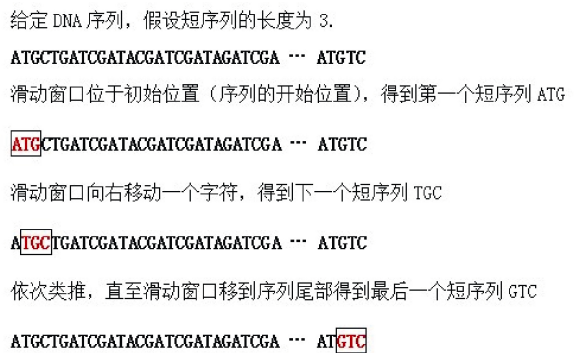 给定 DNA 序列，假设短序列的长度为 3.
ATGCTGATCGATACGATCGATAGATCGA … ATGTC
滑动窗口位于初始位置（序列的开始位置），得到第一个短序列 ATG
ATGCTGATCGATACGATCGATAGATCGA … ATGTC
滑动窗口向右移动一个字符，得到下一个短序列 TGC
ATGCTGATCGATACGATCGATAGATCGA … ATGTC
依次类推，直至滑动窗口移到序列尾部得到最后一个短序列 GTC
ATGCTGATCGATACGATCGATAGATCGA … ATGTC